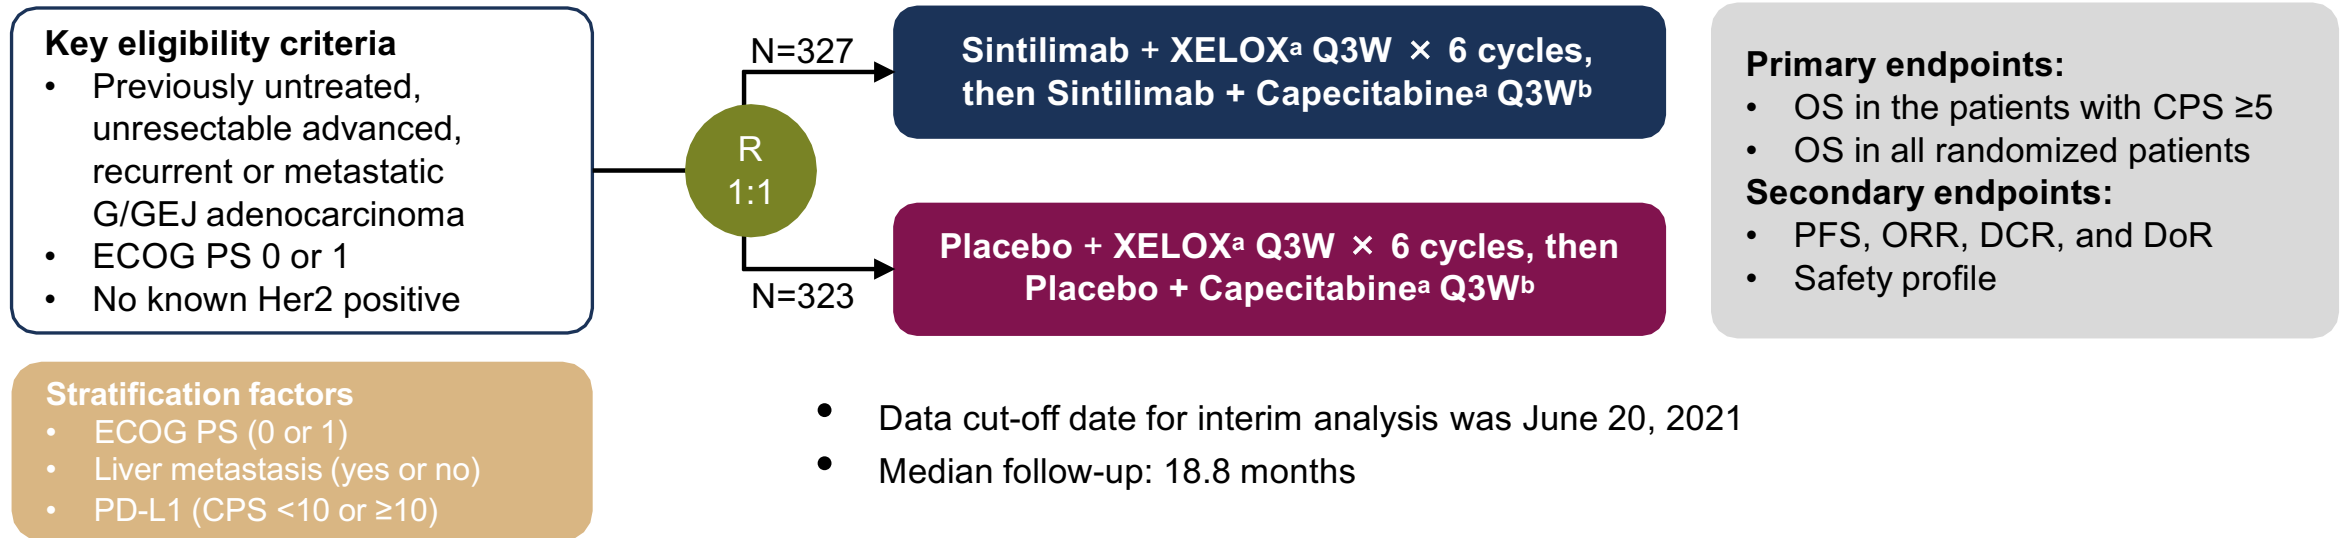 Key eligibility criteria
• Previously untreated,
unresectable advanced,
recurrent or metastatic
G/GEJ adenocarcinoma
• ECOG PS 0 or 1
• No known Her2 positive
Stratification factors
• ECOG PS (0 or 1)
• Liver metastasis (yes or no)
• PD-L1 (CPS <10 or ≥10)
R
1:1
N=327
N=323
Sintilimab + XELOXᵃ Q3W × 6 cycles,
then Sintilimab + Capecitabineᵃ Q3Wᵇ
Placebo + XELOXᵃ Q3W × 6 cycles, then
Placebo + Capecitabineᵃ Q3Wᵇ
Primary endpoints:
• OS in the patients with CPS ≥5
• OS in all randomized patients
Secondary endpoints:
• PFS, ORR, DCR, and DoR
• Safety profile
• Data cut-off date for interim analysis was June 20, 2021
• Median follow-up: 18.8 months